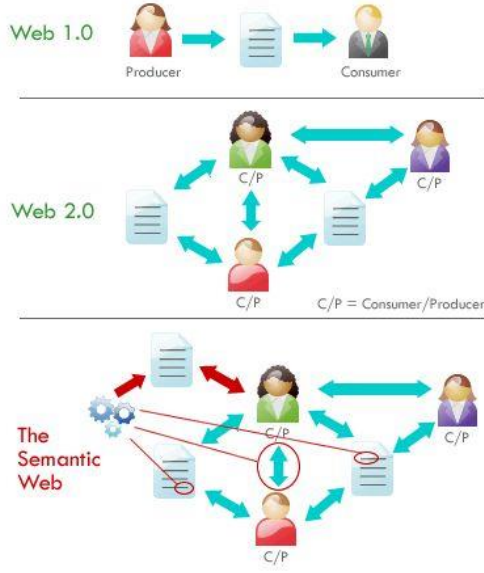 Web 1.0
Producer
Consumer
C/P
C/P
Web 2.0
C/P
C/P = Consumer/Producer
C/P
C/P
The
Semantic
Web
C/P